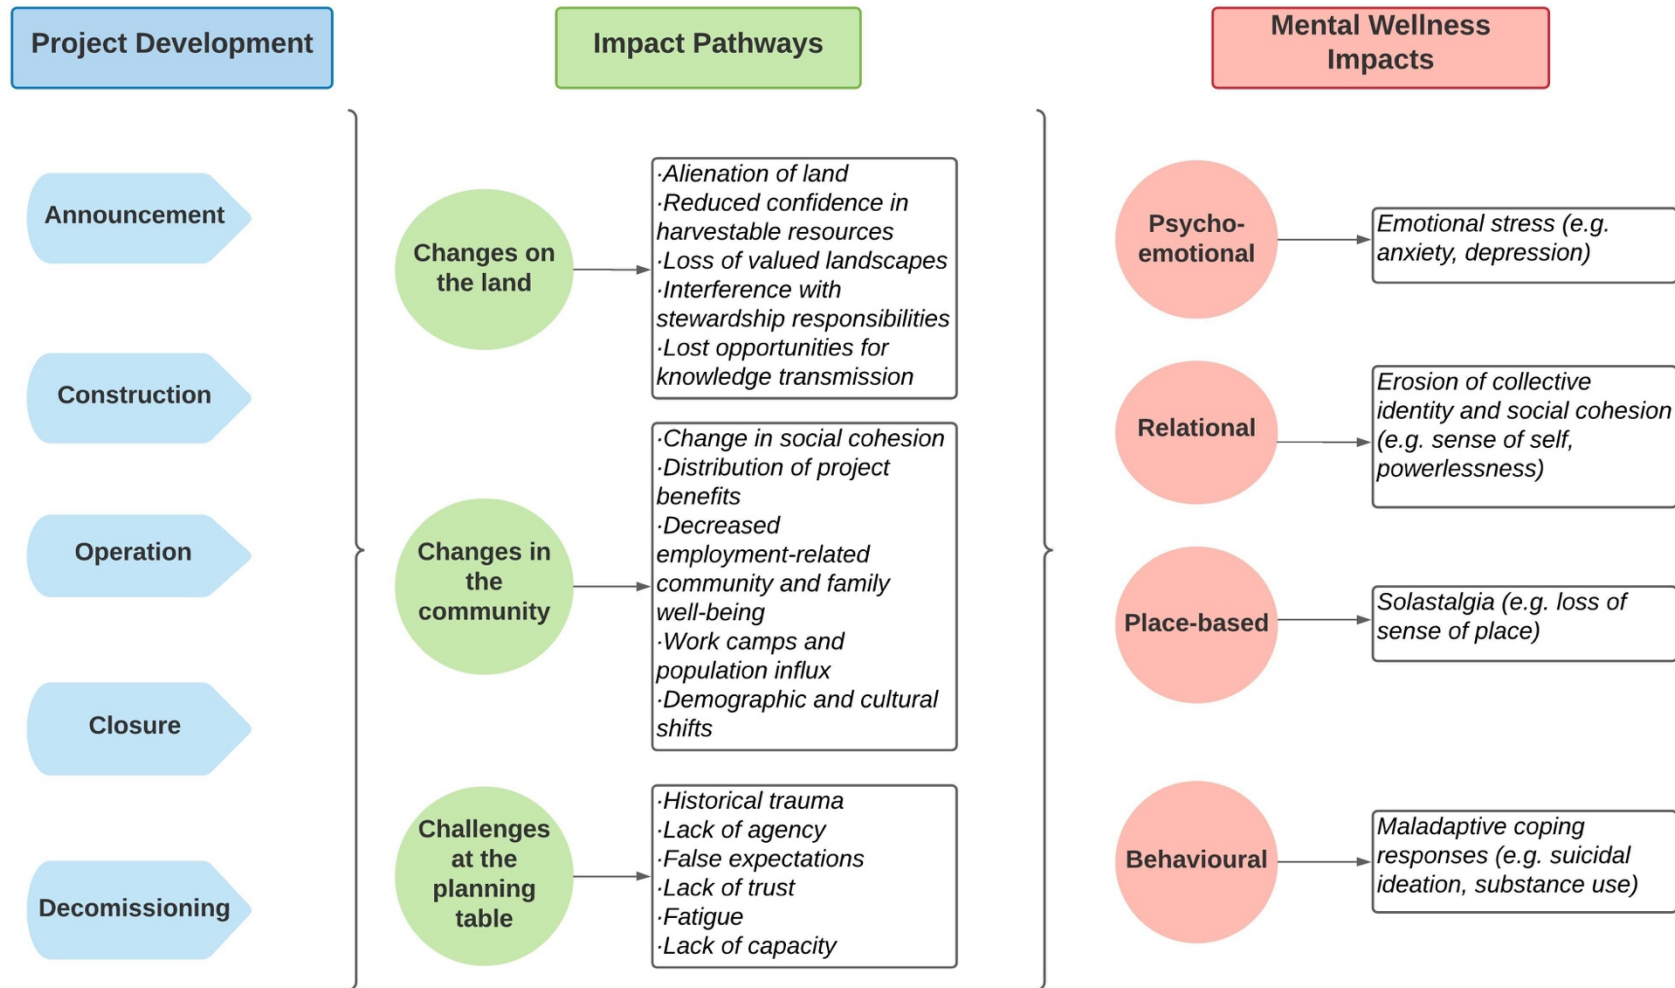 Project Development
Impact Pathways
Mental Wellness
Impacts
Announcement
Construction
Operation
Closure
Decomissioning
Changes on
the land
·Alienation of land
·Reduced confidence in
harvestable resources
·Loss of valued landscapes
·Interference with
stewardship responsibilities
·Lost opportunities for
knowledge transmission
Changes in
the
community
·Change in social cohesion
·Distribution of project
benefits
·Decreased
employment-related
community and family
well-being
·Work camps and
population influx
·Demographic and cultural
shifts
Challenges
at the
planning
table
·Historical trauma
·Lack of agency
·False expectations
·Lack of trust
·Fatigue
·Lack of capacity
Psycho-
emotional
Emotional stress (e.g.
anxiety, depression)
Relational
Erosion of collective
identity and social cohesion
(e.g. sense of self,
powerlessness)
Place-based
Solastalgia (e.g. loss of
sense of place)
Behavioural
Maladaptive coping
responses (e.g. suicidal
ideation, substance use)